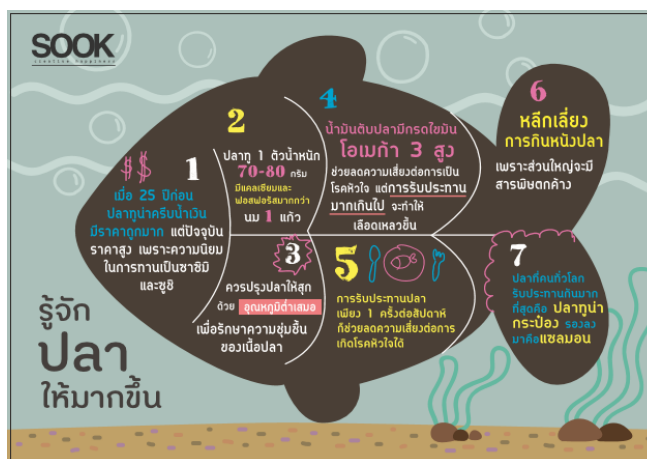 SOOK
creative happiness
1
เมื่อ 25 ปีก่อน
ปลาทูน่าครีบน้ำเงิน
มีราคาถูกมาก แต่ปัจจุบัน
ราคาสูง เพราะความนิยม
ในการทานเป็นซาชิมิ
และซูชิ
2
ปลาทู 1 ตัวน้ำหนัก
70-80 กรัม
มีแคลเซียมและ
ฟอสฟอรัสมากกว่า
นม 1 แก้ว
3
ควรปรุงปลาให้สุก
ด้วย อุณหภูมิต่ำเสมอ
เพื่อรักษาความชุ่มชื้น
ของเนื้อปลา
4
น้ำมันตับปลามีกรดไขมัน
โอเมก้า 3 สูง
ช่วยลดความเสี่ยงต่อการเป็น
โรคหัวใจ แต่การรับประทาน
มากเกินไป จะทำให้
เลือดเหลวขึ้น
5
การรับประทานปลา
เพียง 1 ครั้งต่อสัปดาห์
ก็ช่วยลดความเสี่ยงต่อการ
เกิดโรคหัวใจได้
6
หลีกเลี่ยง
การกินหนังปลา
เพราะส่วนใหญ่จะมี
สารพิษตกค้าง
7
ปลาที่คนทั่วโลก
รับประทานกันมาก
ที่สุดคือ ปลาทูน่า
กระป๋อง รองลง
มาคือแซลมอน
รู้จัก
ปลา
ให้มากขึ้น